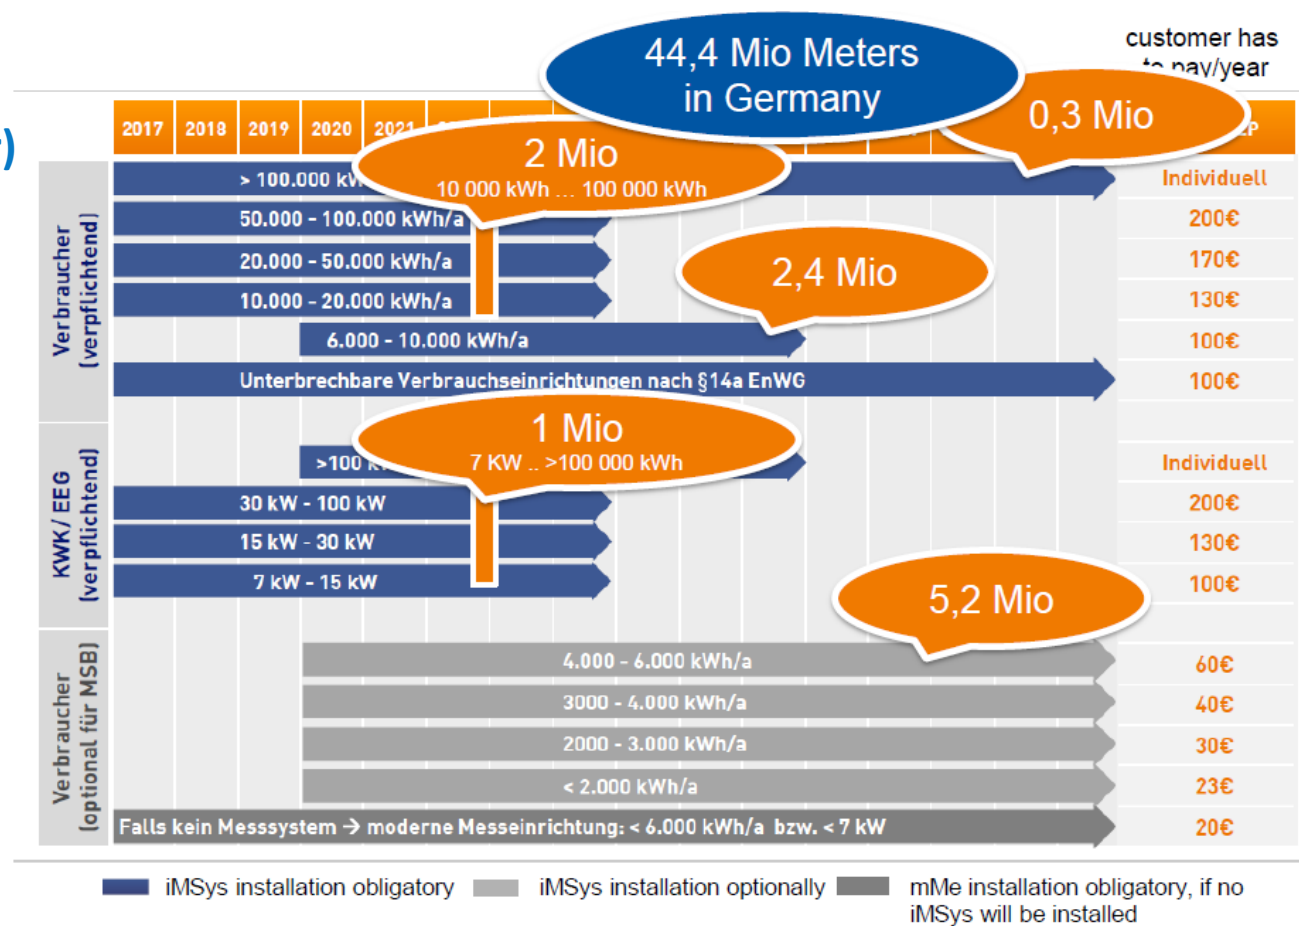 44,4 Mio Meters
in Germany
customer has
to pay/year
0,3 Mio
2017 2018 2019 2020 2021
2 Mio
10 000 kWh ... 100 000 kWh
Verbraucher
(verpflichtend)
> 100.000 Individuell
50.000 - 100.000 kWh/a 200€
20.000 - 50.000 kWh/a 170€
2,4 Mio
10.000 - 20.000 kWh/a 130€
6.000 - 10.000 kWh/a 100€
Unterbrechbare Verbrauchseinrichtungen nach §14a EnWG 100€
1 Mio
7 KW .. >100 000 kWh
KWK/ EEG
(verpflichtend)
>100 Individuell
30 kW - 100 kW 200€
15 kW - 30 kW 130€
7 kW - 15 kW 100€
5,2 Mio
Verbraucher
(optional für MSB)
4.000 - 6.000 kWh/a 60€
3000 - 4.000 kWh/a 40€
2000 - 3.000 kWh/a 30€
< 2.000 kWh/a 23€
Falls kein Messsystem → moderne Messeinrichtung: < 6.000 kWh/a bzw. < 7 kW 20€
iMSys installation obligatory iMSys installation optionally mMe installation obligatory, if no
iMSys will be installed